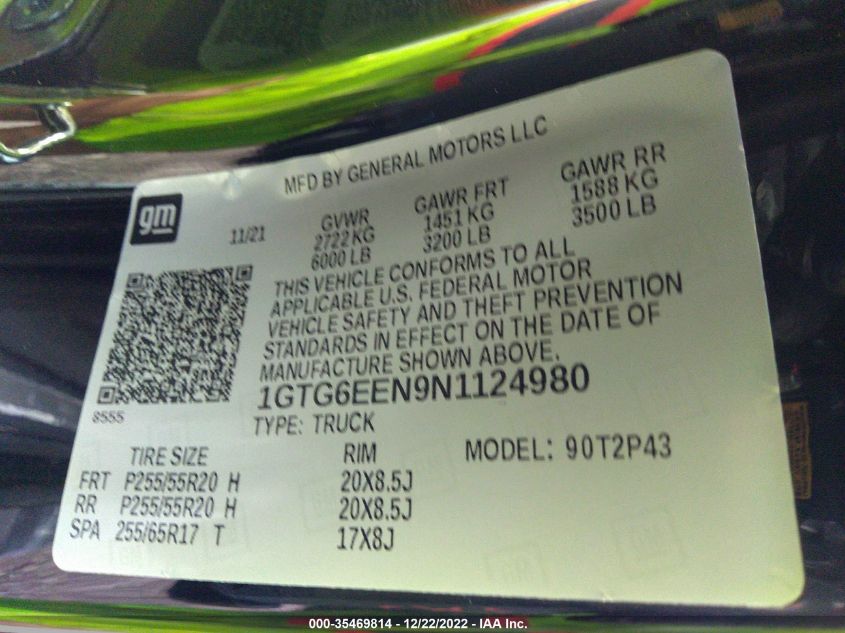 MFD BY GENERAL MOTORS LLC
gm
11/21
GVWR
2722 KG
6000 LB
GAWR FRT
1451 KG
3200 LB
GAWR RR
1588 KG
3500 LB
THIS VEHICLE CONFORMS TO ALL
APPLICABLE U.S. FEDERAL MOTOR
VEHICLE SAFETY AND THEFT PREVENTION
STANDARDS IN EFFECT ON THE DATE OF
MANUFACTURE SHOWN ABOVE.
8555
1GTG6EEN9N1124980
TYPE: TRUCK
TIRE SIZE RIM MODEL: 90T2P43
FRT P255/55R20 H 20X8.5J
RR P255/55R20 H 20X8.5J
SPA 255/65R17 T 17X8J
000-35469814 - 12/22/2022 - IAA Inc.